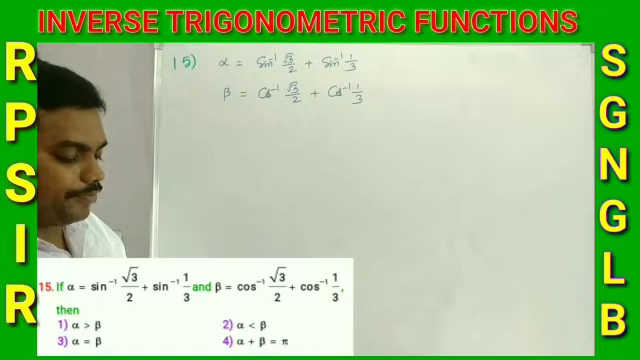 INVERSE TRIGONOMETRIC FUNCTIONS
R P S I R
15) α = Sin⁻¹ √3/2 + Sin⁻¹ 1/3
β = Cos⁻¹ √3/2 + Cos⁻¹ 1/3
S G N G L B
15. If α = sin⁻¹ √3/2 + sin⁻¹ 1/3 and β = cos⁻¹ √3/2 + cos⁻¹ 1/3,
then
1) α > β 2) α < β
3) α = β 4) α + β = π